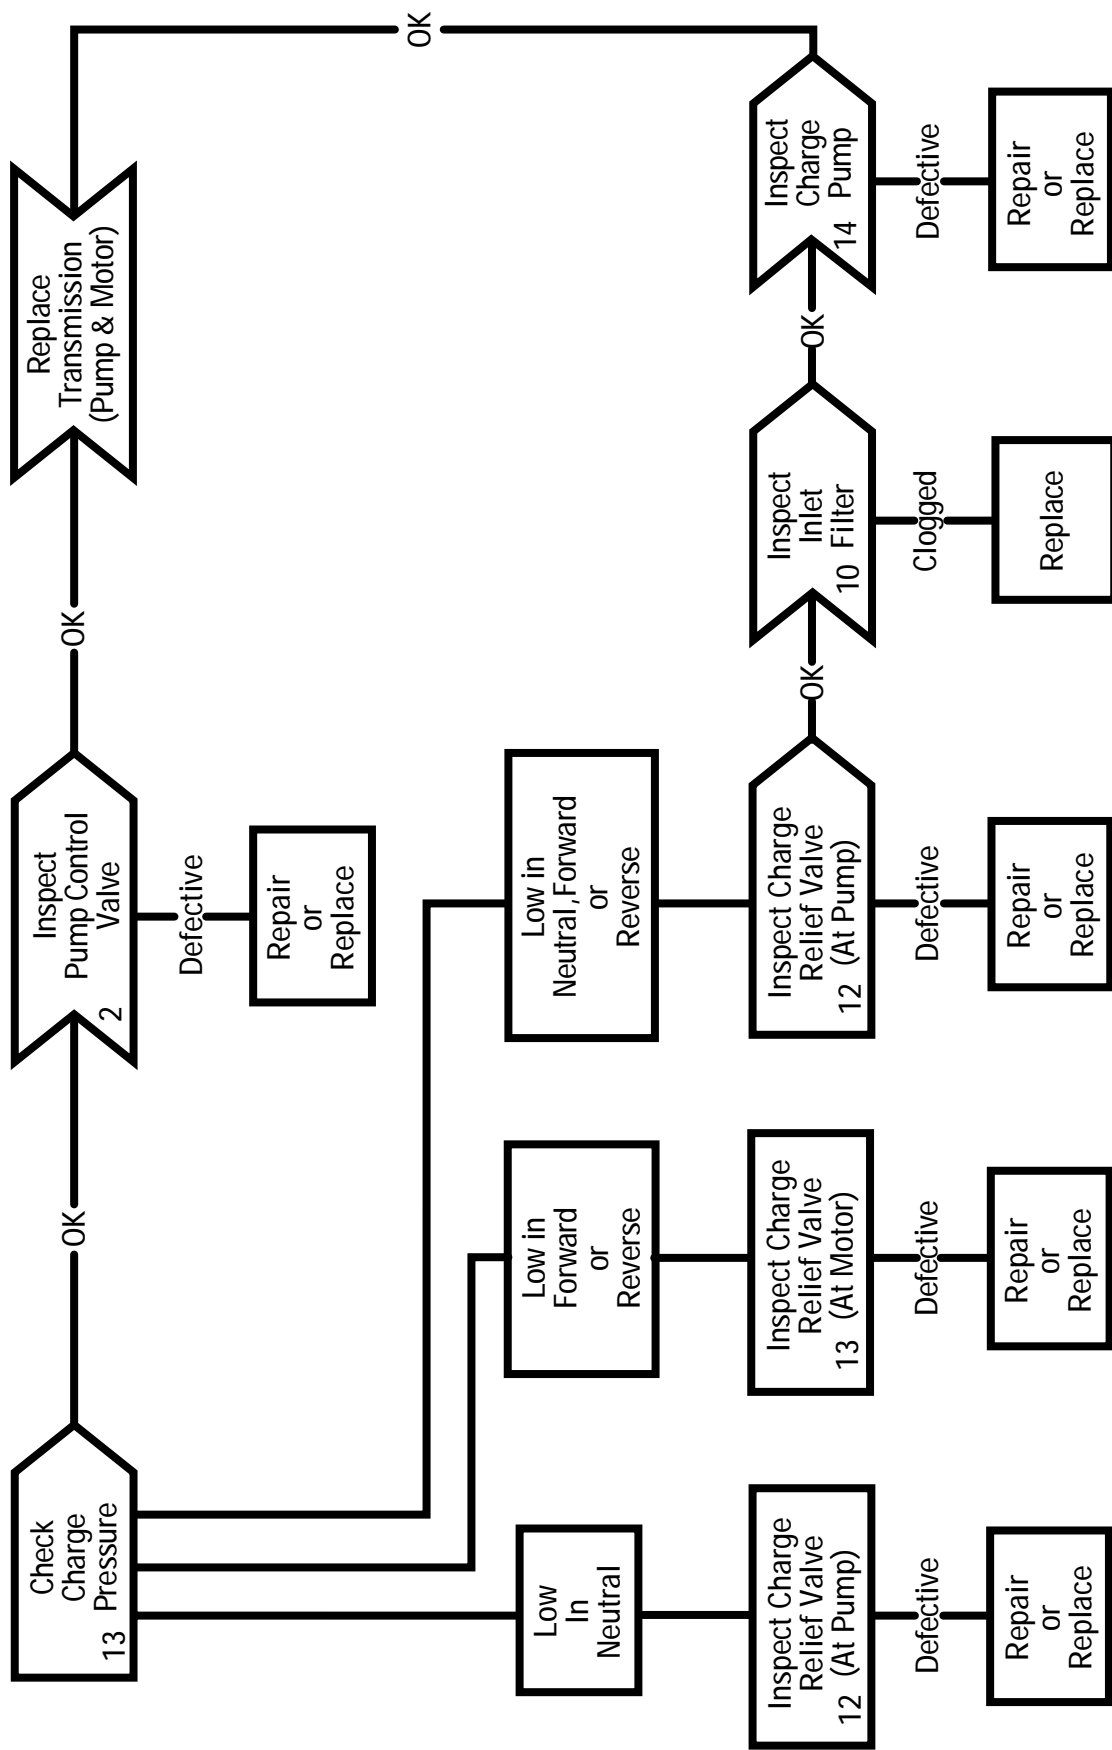 Check
Charge
Pressure
13
OK
Inspect
Pump Control
Valve
2
OK
Replace
Transmission
(Pump & Motor)
Defective
Repair
or
Replace
OK
Low
In
Neutral
Low in
Forward
or
Reverse
Low in
Neutral,Forward
or
Reverse
Inspect Charge
Relief Valve
12 (At Pump)
Inspect Charge
Relief Valve
13 (At Motor)
Inspect Charge
Relief Valve
12 (At Pump)
OK
Inspect
Inlet
10 Filter
OK
Inspect
Charge
14 Pump
Defective
Defective
Defective
Clogged
Defective
Repair
or
Replace
Repair
or
Replace
Repair
or
Replace
Replace
Repair
or
Replace